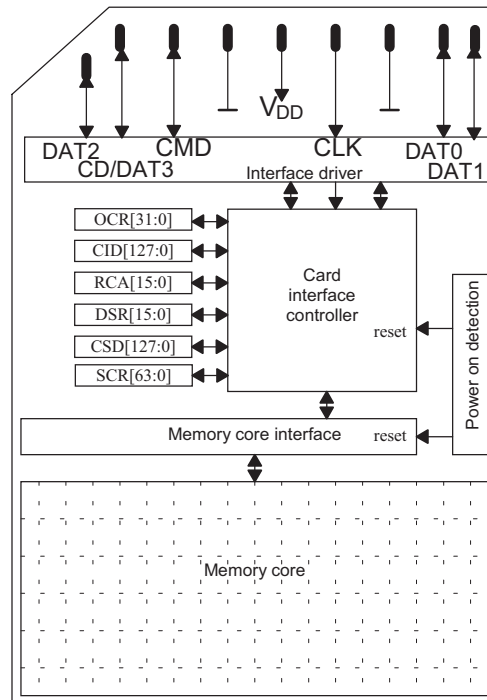 VDD
DAT2
CMD
CLK
DAT0
CD/DAT3
DAT1
Interface driver
OCR[31:0]
CID[127:0]
RCA[15:0]
DSR[15:0]
CSD[127:0]
SCR[63:0]
Card
interface
controller
reset
Power on detection
Memory core interface
reset
Memory core